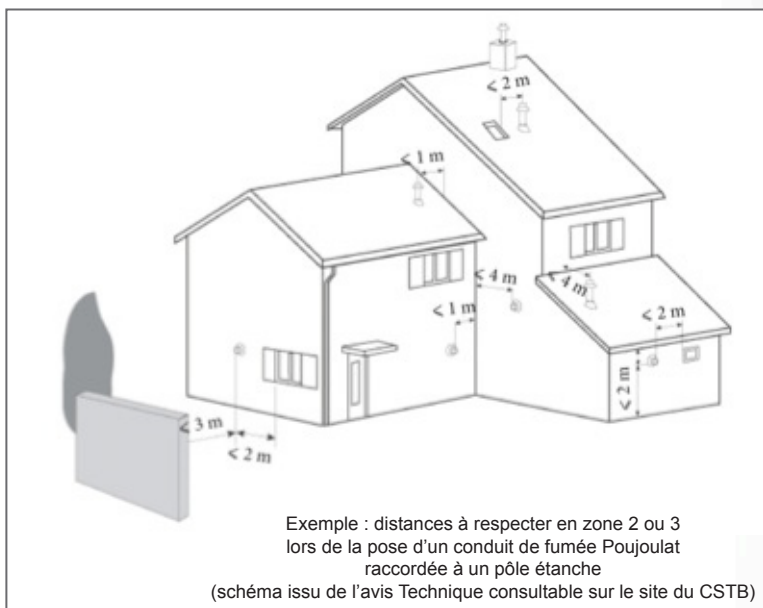 < 2 m
< 1 m
< 4 m
< 4 m
< 1 m
< 2 m
< 2 m
< 3 m
< 2 m
Exemple : distances à respecter en zone 2 ou 3
lors de la pose d’un conduit de fumée Poujoulat
raccordée à un pôle étanche
(schéma issu de l’avis Technique consultable sur le site du CSTB)